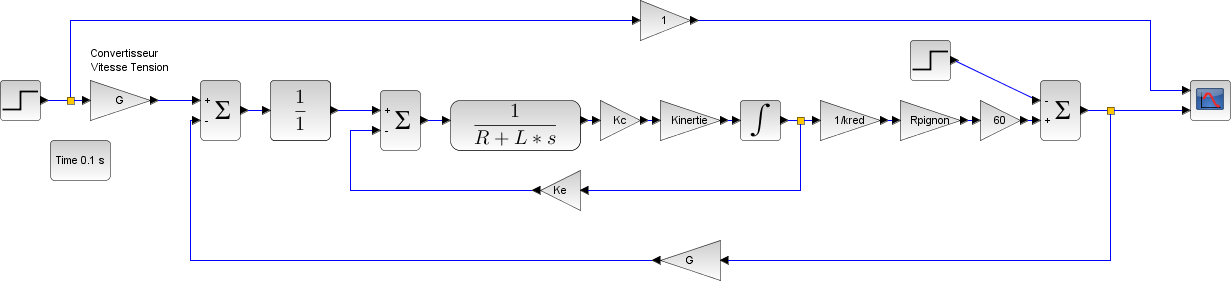 1
Convertisseur
Vitesse Tension
G
+
-
Σ
1
1
+
-
Σ
1
R + L * s
Kc
Kinertie
∫
1/kred
Rpignon
60
-
+
Σ
Time 0.1 s
Ke
G